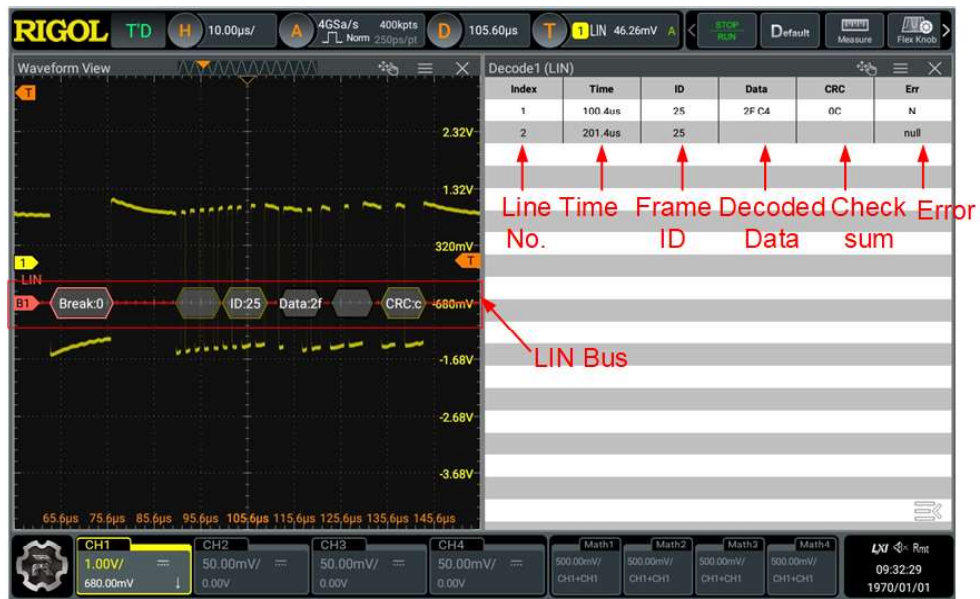 RIGOL T'D H 10.00µs/ A 4GSa/s 400kpts Norm 250ps/pt D 105.60µs T 1 LIN 46.26mV A < STOP RUN Default Measure Flex Knob >
Waveform View
Decode1 (LIN)
T
Index Time ID Data CRC Err
1 100.4us 25 2F C4 0C N
2 201.4us 25 null
2.32V
1.32V
320mV
T
1
LIN
B1 Break:0 ID:25 Data:2f CRC:c -680mV
-1.68V
-2.68V
-3.68V
65.6µs 75.6µs 85.6µs 95.6µs 105.6µs 115.6µs 125.6µs 135.6µs 145.6µs
Line Time Frame Decoded Check Error
No. ID Data sum
LIN Bus
CH1 CH2 CH3 CH4 Math1 Math2 Math3 Math4
1.00V/ 50.00mV/ 50.00mV/ 50.00mV/ 500.00mV/ 500.00mV/ 500.00mV/ 500.00mV/
680.00mV 0.00V 0.00V 0.00V CH1+CH1 CH1+CH1 CH1+CH1 CH1+CH1
LXI Rmt
09:32:29
1970/01/01